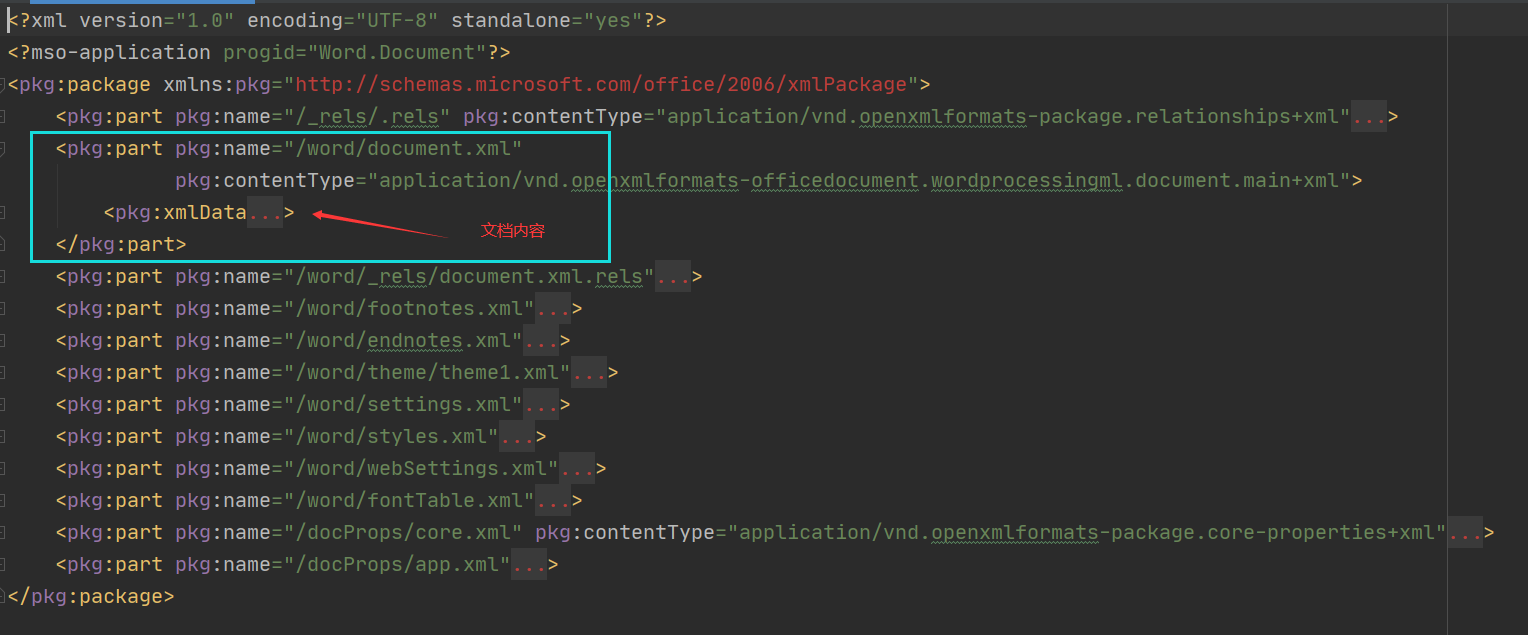 <?xml version="1.0" encoding="UTF-8" standalone="yes"?>
<?mso-application progid="Word.Document"?>
<pkg:package xmlns:pkg="http://schemas.microsoft.com/office/2006/xmlPackage">
<pkg:part pkg:name="/_rels/.rels" pkg:contentType="application/vnd.openxmlformats-package.relationships+xml"...>
<pkg:part pkg:name="/word/document.xml"
pkg:contentType="application/vnd.openxmlformats-officedocument.wordprocessingml.document.main+xml">
<pkg:xmlData...>
文档内容
</pkg:part>
<pkg:part pkg:name="/word/_rels/document.xml.rels"...>
<pkg:part pkg:name="/word/footnotes.xml"...>
<pkg:part pkg:name="/word/endnotes.xml"...>
<pkg:part pkg:name="/word/theme/theme1.xml"...>
<pkg:part pkg:name="/word/settings.xml"...>
<pkg:part pkg:name="/word/styles.xml"...>
<pkg:part pkg:name="/word/webSettings.xml"...>
<pkg:part pkg:name="/word/fontTable.xml"...>
<pkg:part pkg:name="/docProps/core.xml" pkg:contentType="application/vnd.openxmlformats-package.core-properties+xml"...>
<pkg:part pkg:name="/docProps/app.xml"...>
</pkg:package>